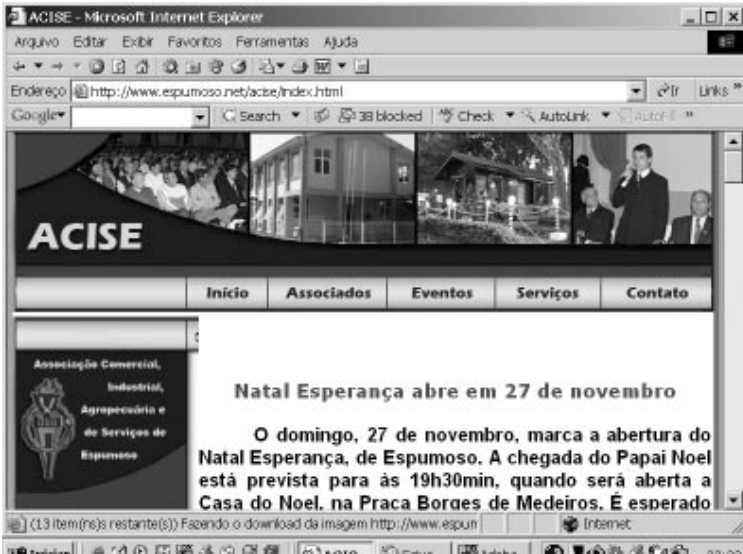 ACISE - Microsoft Internet Explorer
Arquivo Editar Exibir Favoritos Ferramentas Ajuda
Endereço http://www.espumoso.net/acise/index.html Ir Links »
Google Search 38 blocked Check AutoLink AutoFill »
ACISE
Início Associados Eventos Serviços Contato
Associação Comercial,
Industrial,
Agropecuária e
de Serviços de
Espumoso
Natal Esperança abre em 27 de novembro
O domingo, 27 de novembro, marca a abertura do
Natal Esperança, de Espumoso. A chegada do Papai Noel
está prevista para às 19h30min, quando será aberta a
Casa do Noel, na Praça Borges de Medeiros. É esperado
(13 item(ns)s restante(s)) Fazendo o download da imagem http://www.espun Internet
Iniciar